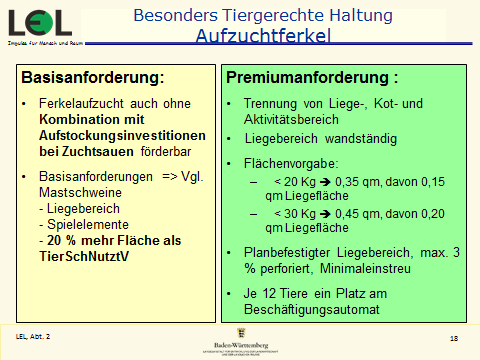 LEL
Impulse für Mensch und Raum
Besonders Tiergerechte Haltung
Aufzuchtferkel
Basisanforderung:
• Ferkelaufzucht auch ohne
Kombination mit
Aufstockungsinvestitionen
bei Zuchtsauen förderbar
• Basisanforderungen => Vgl.
Mastschweine
- Liegebereich
- Spielelemente
- 20 % mehr Fläche als
TierSchNutztV
Premiumanforderung :
• Trennung von Liege-, Kot- und
Aktivitätsbereich
• Liegebereich wandständig
• Flächenvorgabe:
– < 20 Kg ➔ 0,35 qm, davon 0,15
qm Liegefläche
– < 30 Kg ➔ 0,45 qm, davon 0,20
qm Liegefläche
• Planbefestigter Liegebereich, max. 3
% perforiert, Minimaleinstreu
• Je 12 Tiere ein Platz am
Beschäftigungsautomat
LEL, Abt. 2
Baden-Württemberg
18